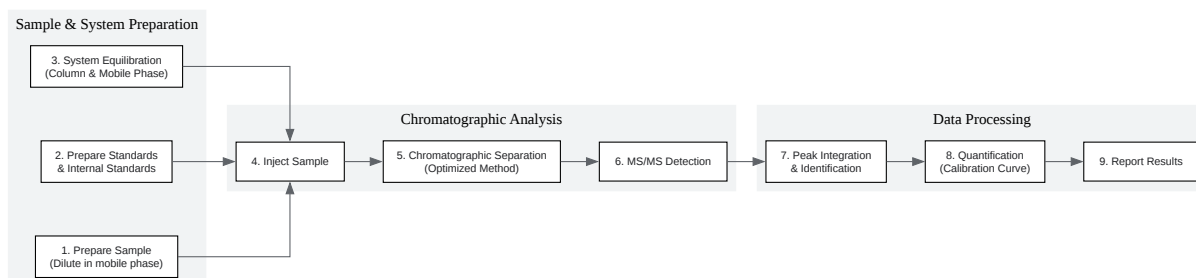 Sample & System Preparation
3. System Equilibration
(Column & Mobile Phase)
2. Prepare Standards
& Internal Standards
1. Prepare Sample
(Dilute in mobile phase)
Chromatographic Analysis
4. Inject Sample
5. Chromatographic Separation
(Optimized Method)
6. MS/MS Detection
Data Processing
7. Peak Integration
& Identification
8. Quantification
(Calibration Curve)
9. Report Results